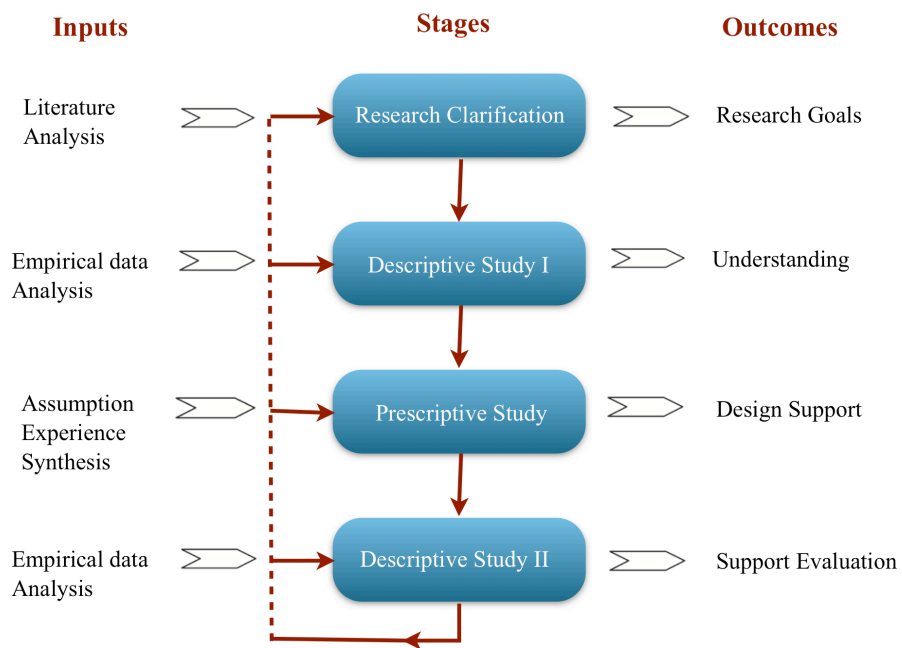 Inputs
Stages
Outcomes
Literature
Analysis
Research Clarification
Research Goals
Empirical data
Analysis
Descriptive Study I
Understanding
Assumption
Experience
Synthesis
Prescriptive Study
Design Support
Empirical data
Analysis
Descriptive Study II
Support Evaluation